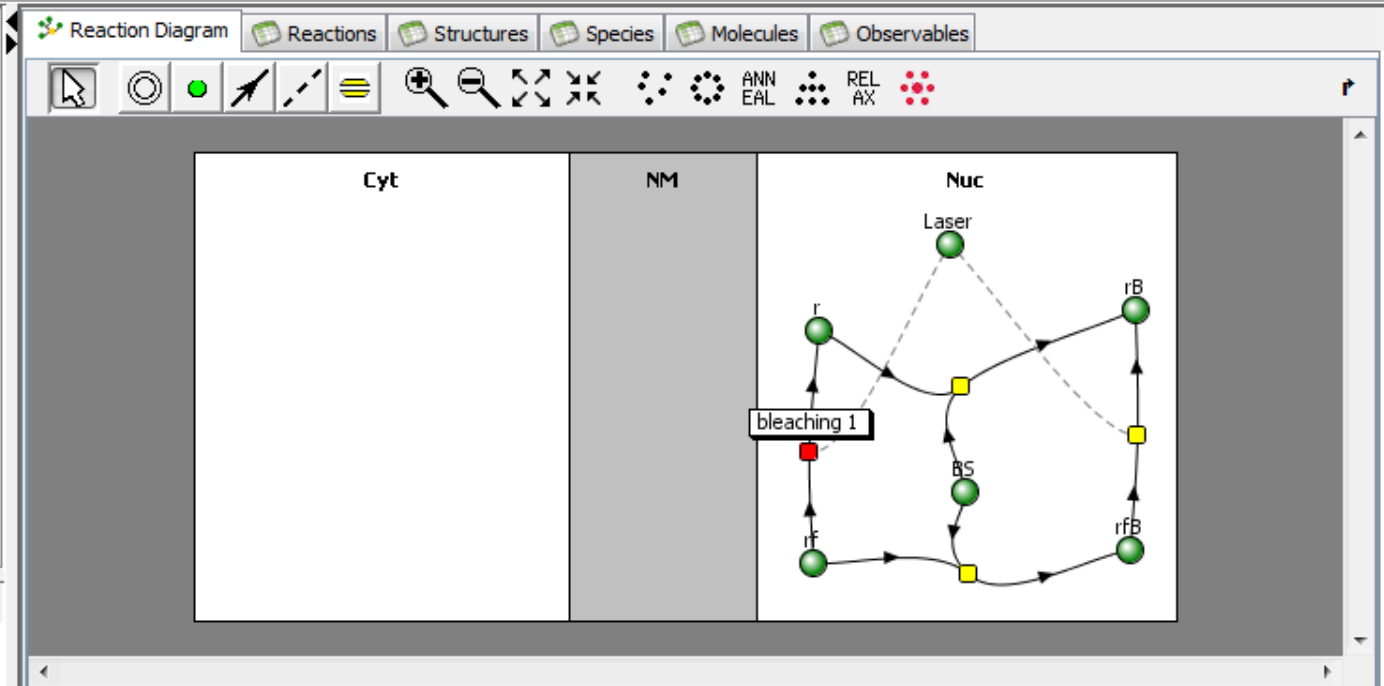 Reaction Diagram Reactions Structures Species Molecules Observables
ANN EAL REL AX
Cyt NM Nuc
Laser
rB
r
bleaching 1
BS
rfB
rf